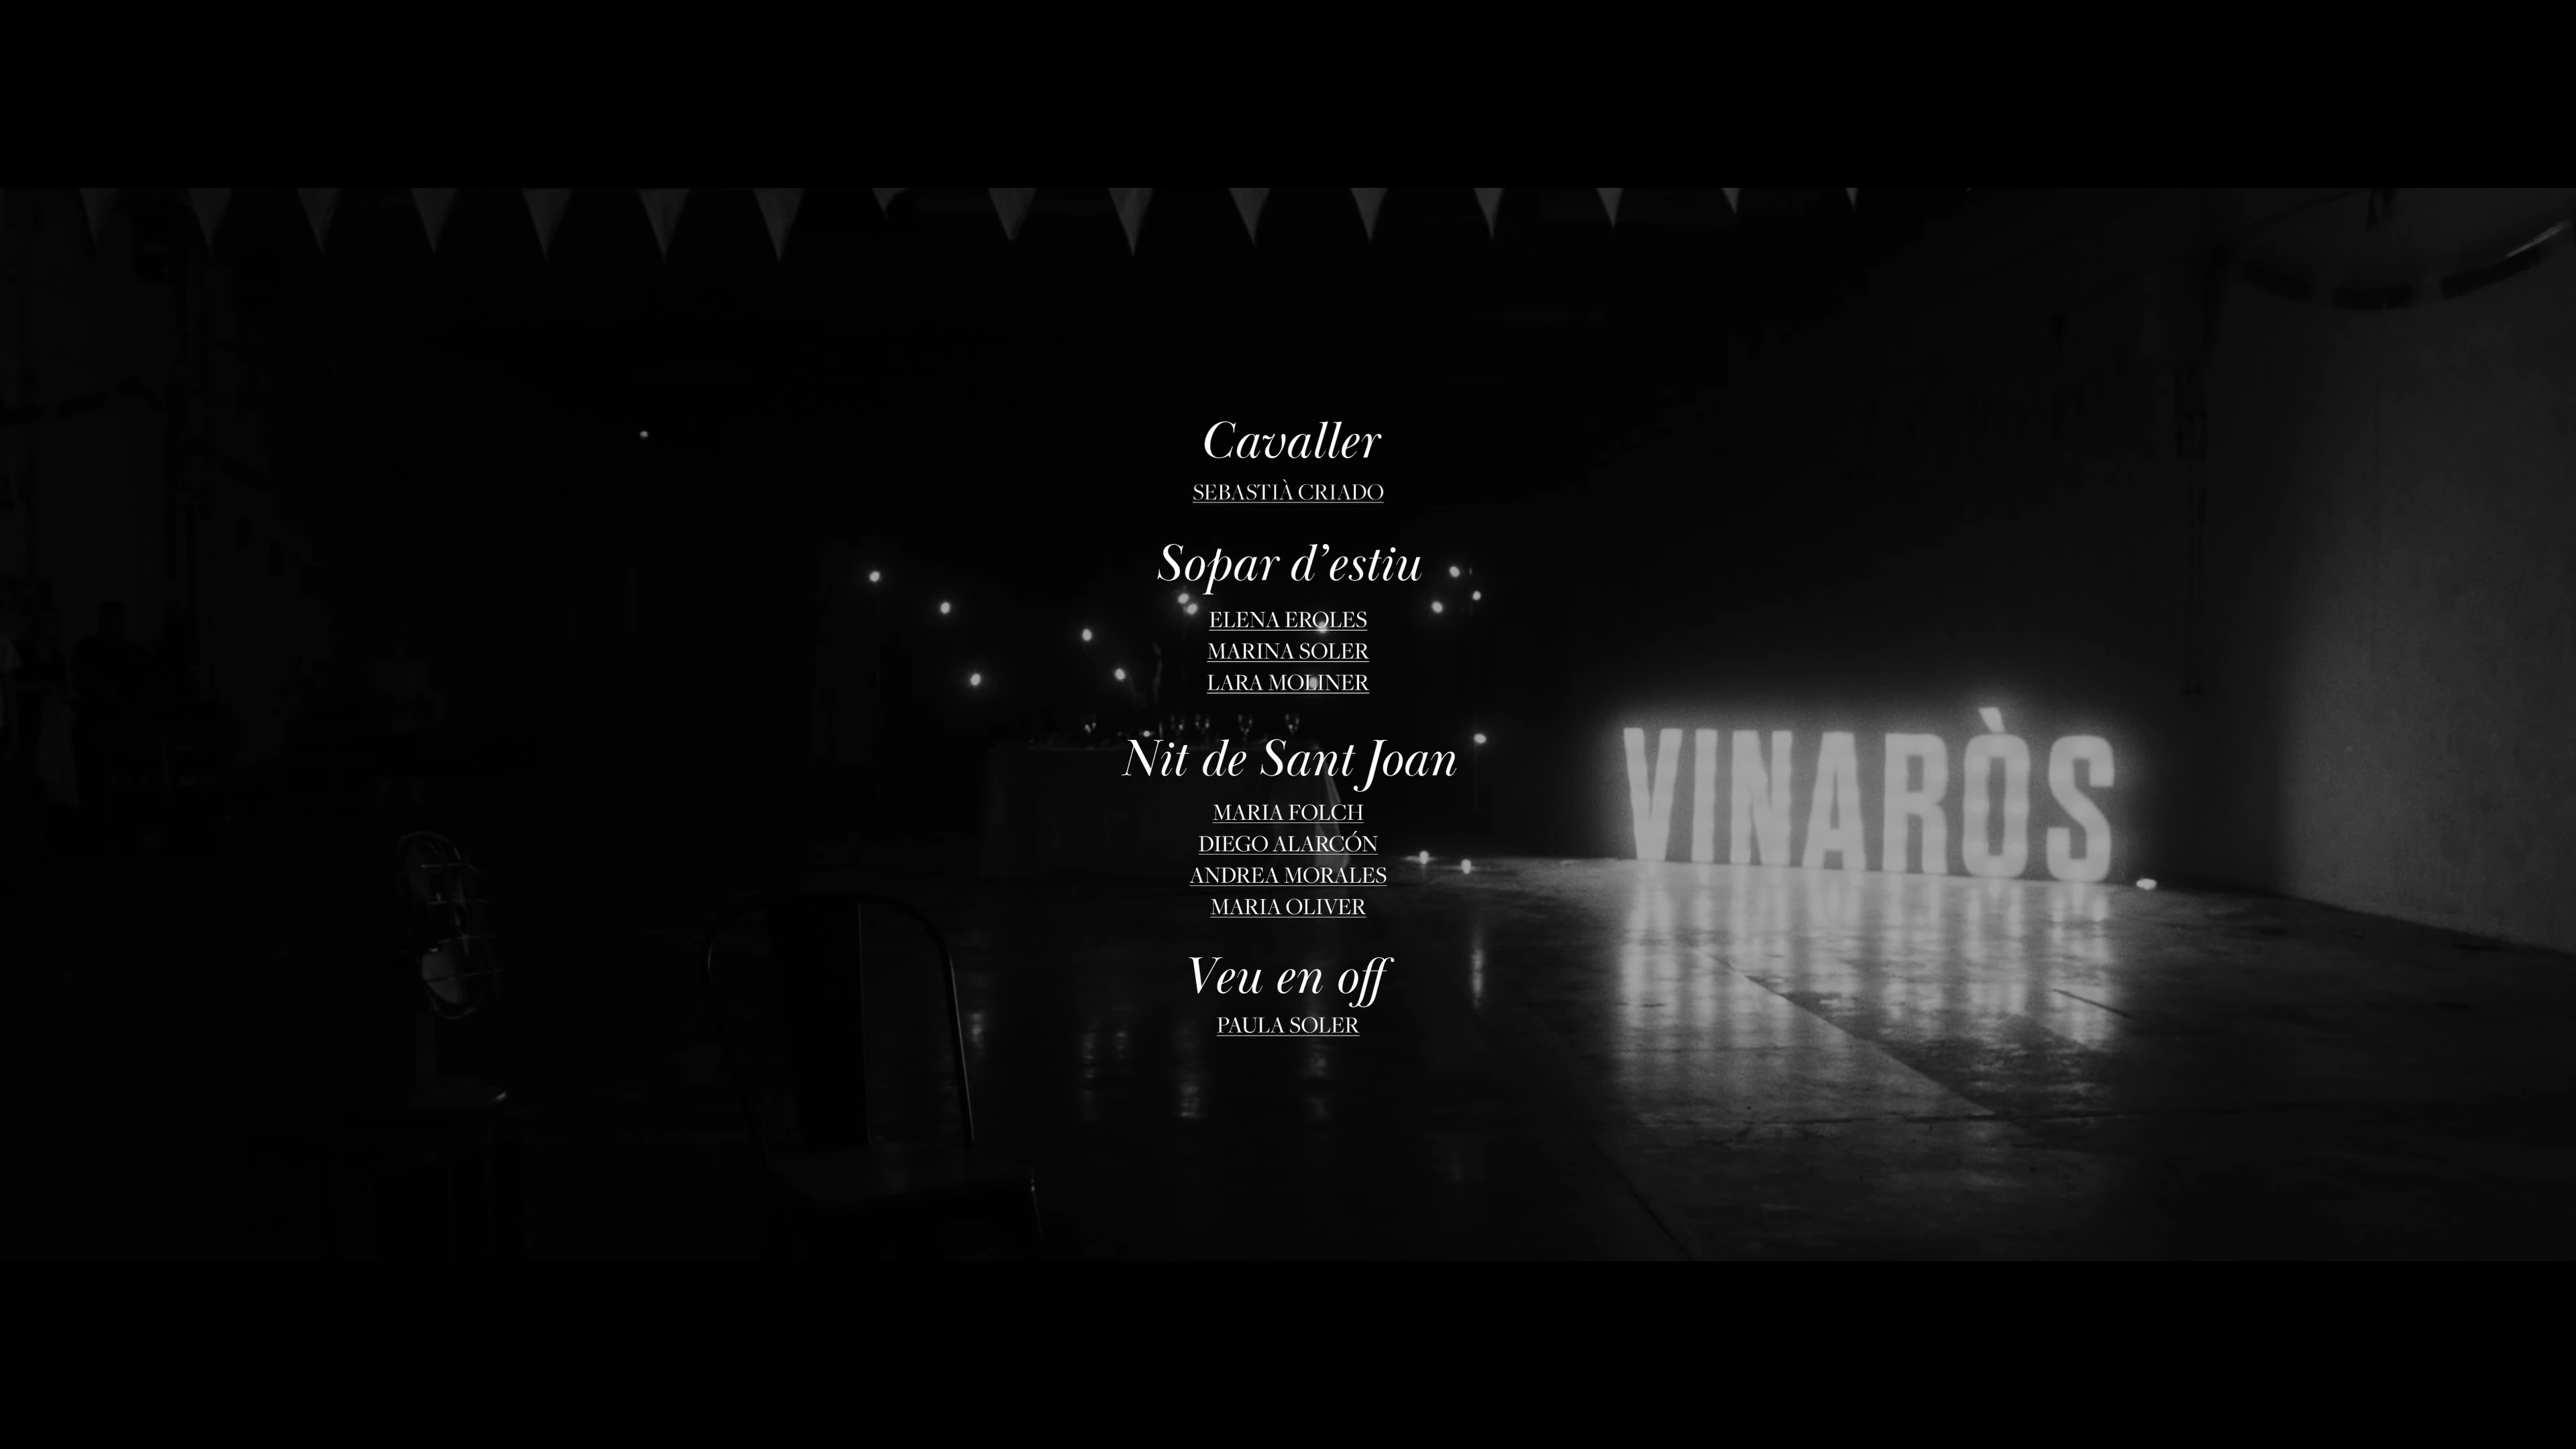 Cavaller
SEBASTIÀ CRIADO
Sopar d’estiu
ELENA EROLES
MARINA SOLER
LARA MOLINER
Nit de Sant Joan
MARIA FOLCH
DIEGO ALARCÓN
ANDREA MORALES
MARIA OLIVER
Veu en off
PAULA SOLER
VINARÒS